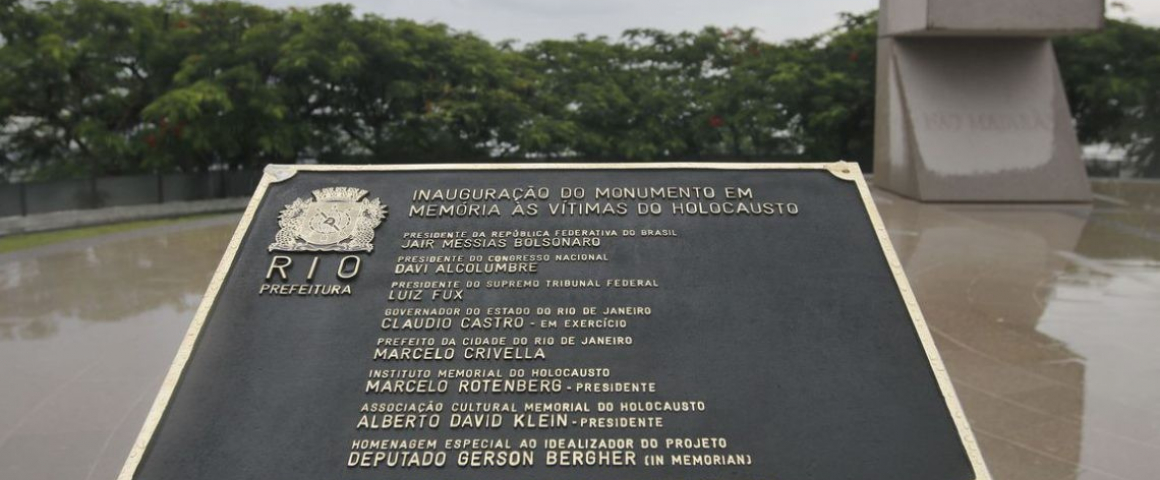 INAUGURAÇÃO DO MONUMENTO EM
MEMÓRIA ÀS VÍTIMAS DO HOLOCAUSTO
RIO
PREFEITURA
PRESIDENTE DA REPÚBLICA FEDERATIVA DO BRASIL
JAIR MESSIAS BOLSONARO
PRESIDENTE DO CONGRESSO NACIONAL
DAVI ALCOLUMBRE
PRESIDENTE DO SUPREMO TRIBUNAL FEDERAL
LUIZ FUX
GOVERNADOR DO ESTADO DO RIO DE JANEIRO
CLAUDIO CASTRO - EM EXERCÍCIO
PREFEITO DA CIDADE DO RIO DE JANEIRO
MARCELO CRIVELLA
INSTITUTO MEMORIAL DO HOLOCAUSTO
MARCELO ROTENBERG - PRESIDENTE
ASSOCIAÇÃO CULTURAL MEMORIAL DO HOLOCAUSTO
ALBERTO DAVID KLEIN - PRESIDENTE
HOMENAGEM ESPECIAL AO IDEALIZADOR DO PROJETO
DEPUTADO GERSON BERGHER (IN MEMORIAN)